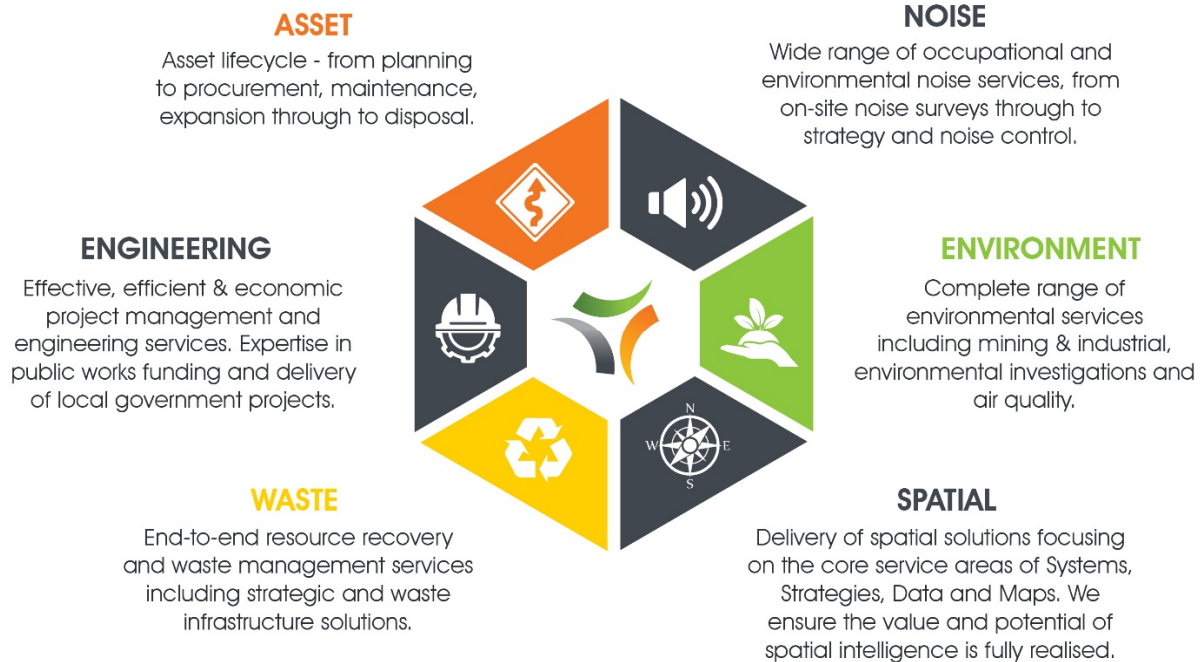 ASSET
Asset lifecycle - from planning
to procurement, maintenance,
expansion through to disposal.
NOISE
Wide range of occupational and
environmental noise services, from
on-site noise surveys through to
strategy and noise control.
ENGINEERING
Effective, efficient & economic
project management and
engineering services. Expertise in
public works funding and delivery
of local government projects.
ENVIRONMENT
Complete range of
environmental services
including mining & industrial,
environmental investigations and
air quality.
N
W E
S
WASTE
End-to-end resource recovery
and waste management services
including strategic and waste
infrastructure solutions.
SPATIAL
Delivery of spatial solutions focusing
on the core service areas of Systems,
Strategies, Data and Maps. We
ensure the value and potential of
spatial intelligence is fully realised.